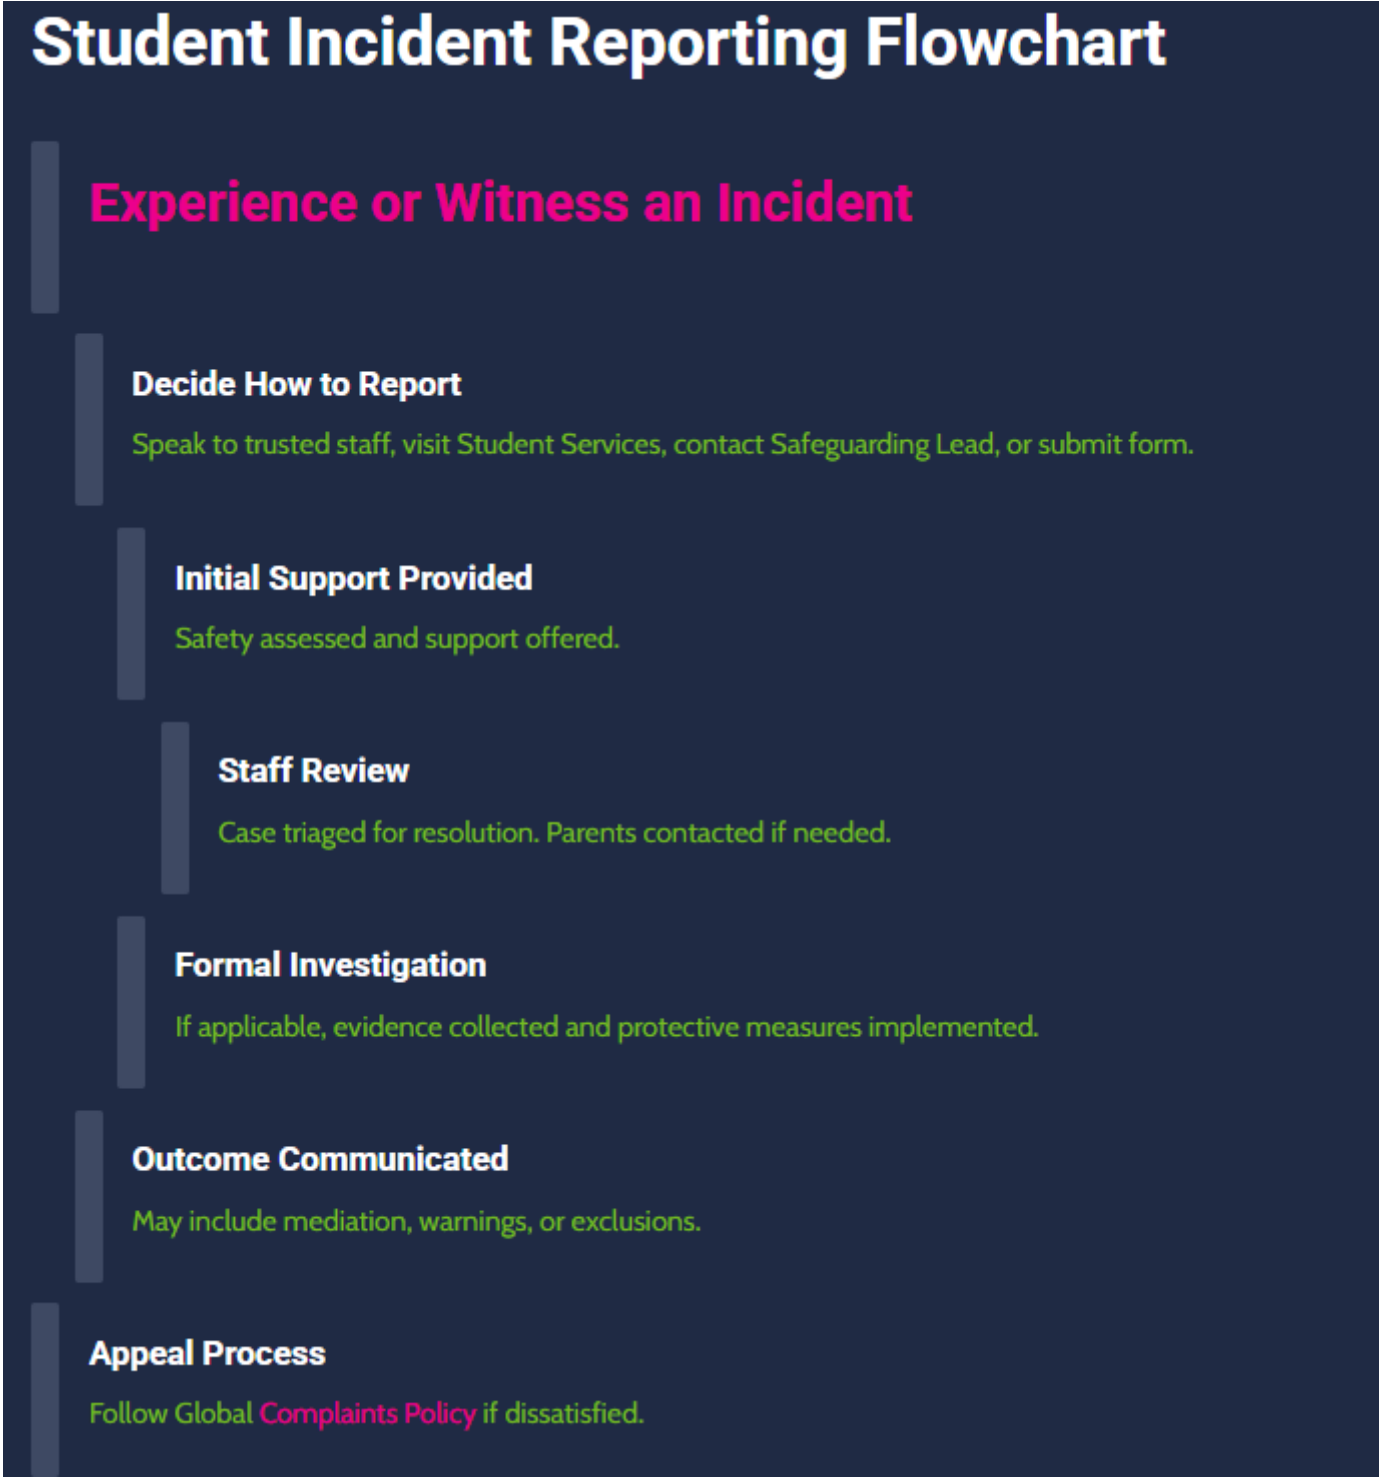 Student Incident Reporting Flowchart
Experience or Witness an Incident
Decide How to Report
Speak to trusted staff, visit Student Services, contact Safeguarding Lead, or submit form.
Initial Support Provided
Safety assessed and support offered.
Staff Review
Case triaged for resolution. Parents contacted if needed.
Formal Investigation
If applicable, evidence collected and protective measures implemented.
Outcome Communicated
May include mediation, warnings, or exclusions.
Appeal Process
Follow Global Complaints Policy if dissatisfied.